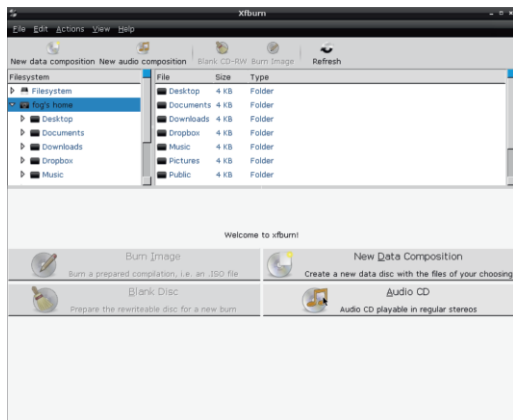 Xfburn
File Edit Actions View Help
New data composition New audio composition Blank CD-RW Burn Image Refresh
Filesystem File Size Type
Filesystem Desktop 4 KB Folder
fog's home Documents 4 KB Folder
Desktop Downloads 4 KB Folder
Documents Dropbox 4 KB Folder
Downloads Music 4 KB Folder
Dropbox Pictures 4 KB Folder
Music Public 4 KB Folder
Welcome to xfburn!
Burn Image New Data Composition
Burn a prepared compilation, i.e. an .ISO file Create a new data disc with the files of your choosing
Blank Disc Audio CD
Prepare the rewriteable disc for a new burn Audio CD playable in regular stereos